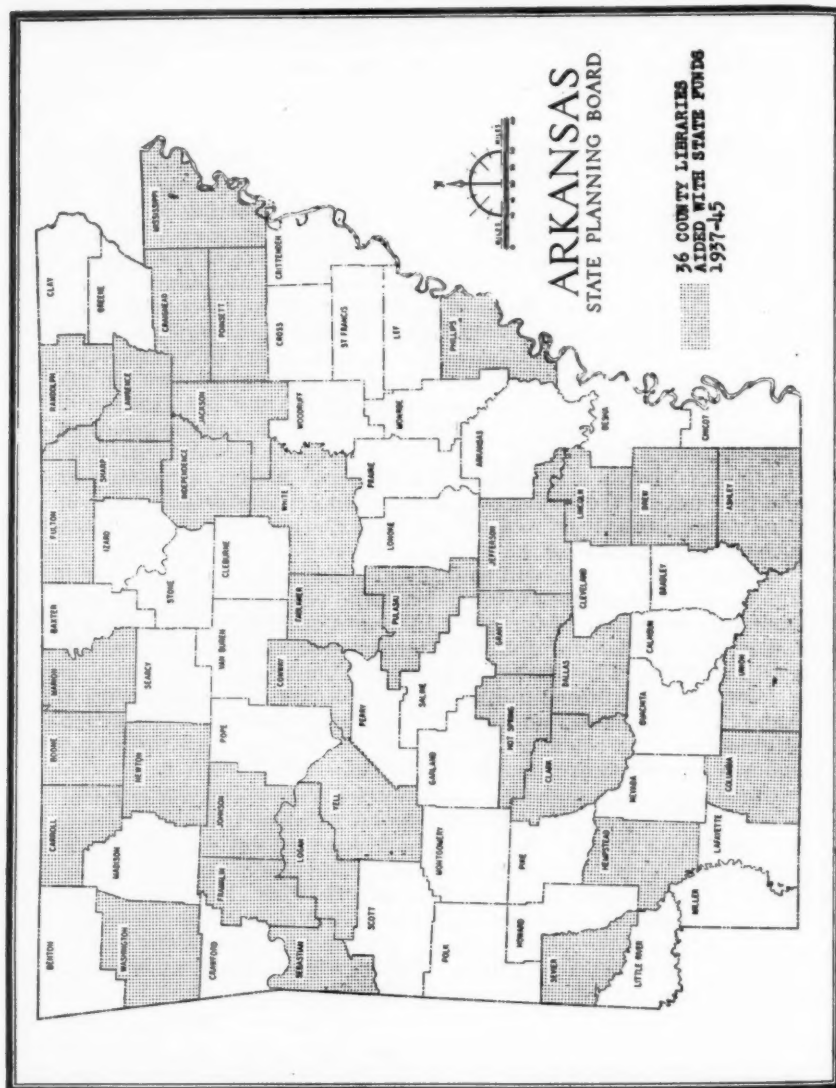 BENTON
CARROLL
BOONE
MARION
BAXTER
FULTON
RANDOLPH
CLAY
WASHINGTON
MADISON
NEWTON
SEARCY
STONE
IZARD
SHARP
LAWRENCE
GREENE
CRAWFORD
FRANKLIN
JOHNSON
POPE
VAN BUREN
CLEBURNE
INDEPENDENCE
JACKSON
CRAIGHEAD
MISSISSIPPI
POINSETT
SEBASTIAN
LOGAN
YELL
CONWAY
FAULKNER
WHITE
WOODRUFF
CROSS
CRITTENDEN
SCOTT
PERRY
PULASKI
LONOKE
PRAIRIE
MONROE
ST FRANCIS
LEE
POLK
MONTGOMERY
GARLAND
SALINE
PHILLIPS
HOWARD
PIKE
HOT SPRING
GRANT
JEFFERSON
ARKANSAS
SEVIER
CLARK
DALLAS
CLEVELAND
LINCOLN
DESHA
LITTLE RIVER
HEMPSTEAD
NEVADA
OUACHITA
CALHOUN
BRADLEY
DREW
CHICOT
MILLER
LAFAYETTE
COLUMBIA
UNION
ASHLEY
N
MILES
MILES
ARKANSAS
STATE PLANNING BOARD
36 COUNTY LIBRARIES
AIDED WITH STATE FUNDS
1937-45